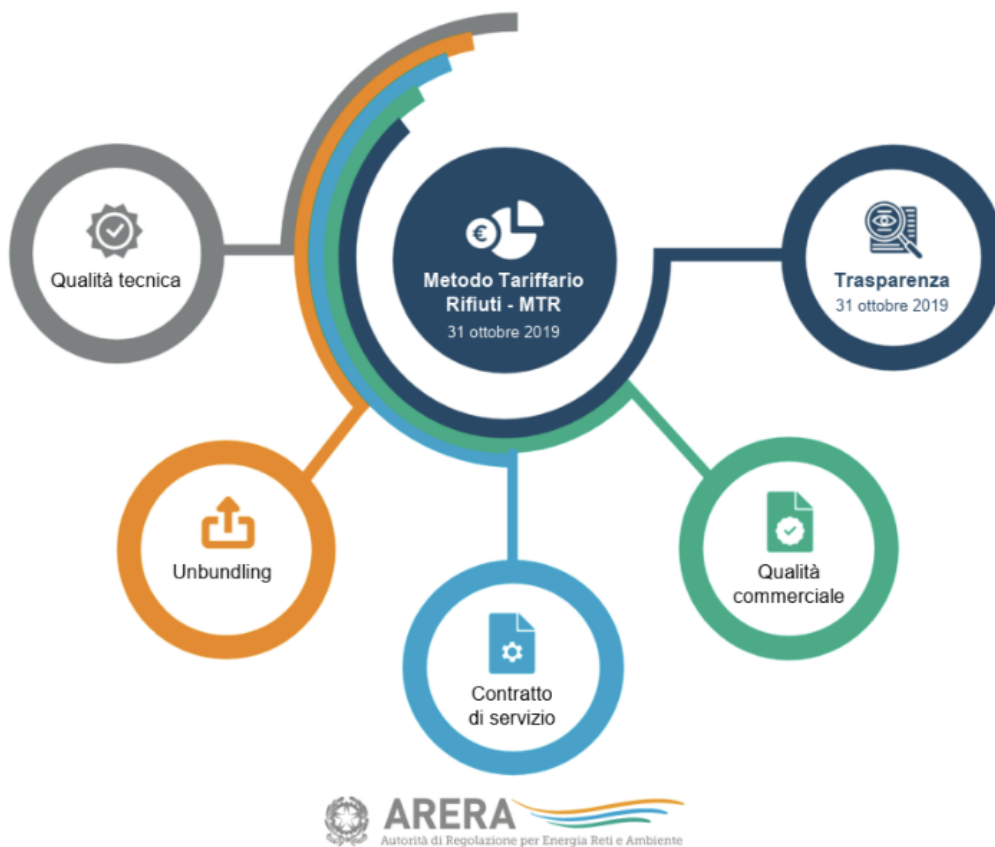 Qualità tecnica
Metodo Tariffario
Rifiuti - MTR
31 ottobre 2019
€
Trasparenza
31 ottobre 2019
Unbundling
Contratto
di servizio
Qualità
commerciale
ARERA
Autorità di Regolazione per Energia Reti e Ambiente